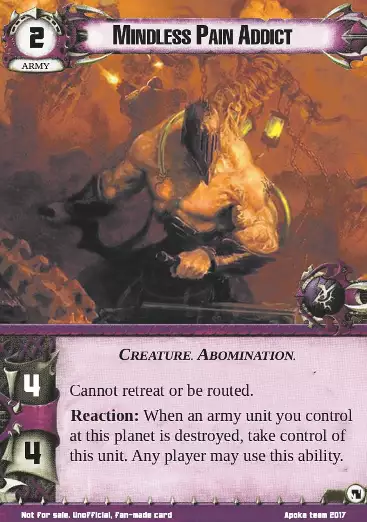 2
MINDLESS PAIN ADDICT
ARMY
CREATURE. ABOMINATION.
4
Cannot retreat or be routed.
Reaction: When an army unit you control
at this planet is destroyed, take control of
4
this unit. Any player may use this ability.
Not for sale. Unofficial, Fan-made card
Apoka team 2017